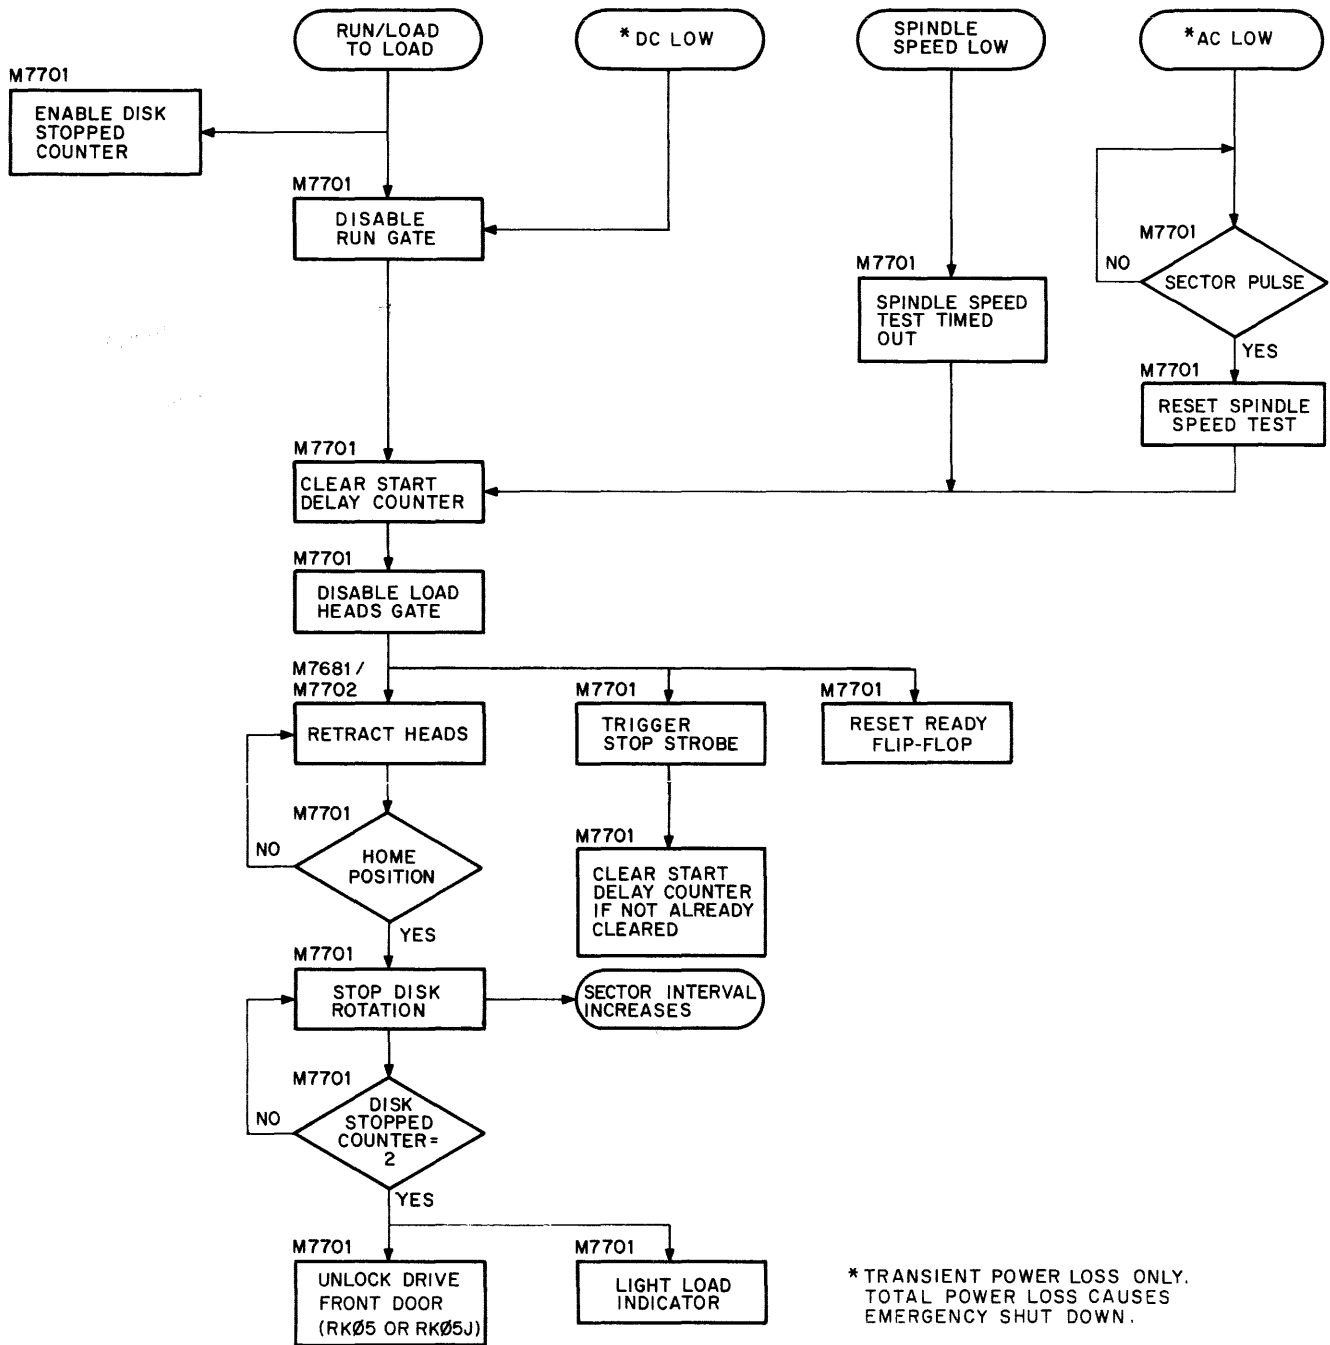 RUN/LOAD
TO LOAD
* DC LOW
SPINDLE
SPEED LOW
* AC LOW
M7701
ENABLE DISK
STOPPED
COUNTER
M7701
DISABLE
RUN GATE
M7701
SPINDLE SPEED
TEST TIMED
OUT
M7701
SECTOR PULSE
NO
YES
M7701
RESET SPINDLE
SPEED TEST
M7701
CLEAR START
DELAY COUNTER
M7701
DISABLE LOAD
HEADS GATE
M7681/
M7702
RETRACT HEADS
M7701
TRIGGER
STOP STROBE
M7701
RESET READY
FLIP-FLOP
M7701
HOME
POSITION
NO
YES
M7701
CLEAR START
DELAY COUNTER
IF NOT ALREADY
CLEARED
M7701
STOP DISK
ROTATION
SECTOR INTERVAL
INCREASES
M7701
DISK
STOPPED
COUNTER=
2
NO
YES
M7701
UNLOCK DRIVE
FRONT DOOR
(RKØ5 OR RKØ5J)
M7701
LIGHT LOAD
INDICATOR
* TRANSIENT POWER LOSS ONLY.
TOTAL POWER LOSS CAUSES
EMERGENCY SHUT DOWN.